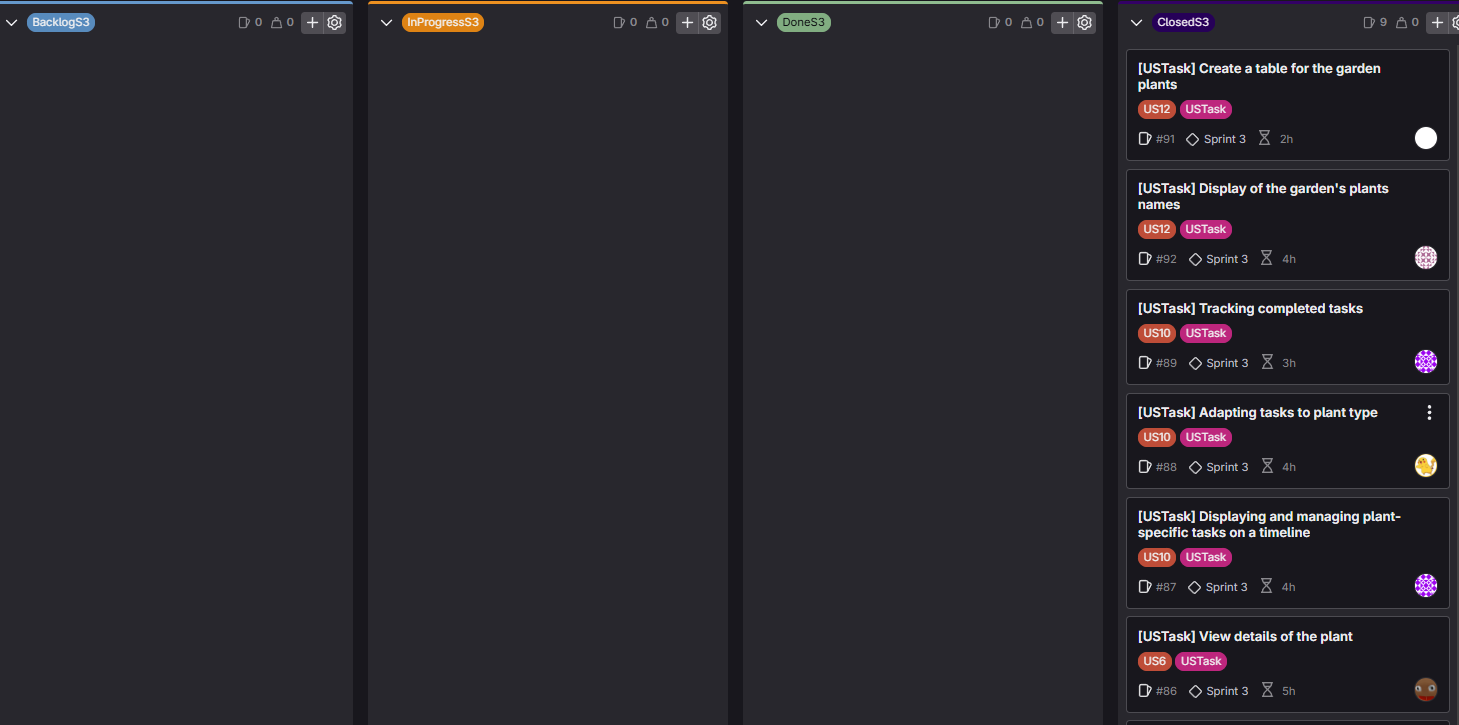 BacklogS3 0 0
InProgressS3 0 0
DoneS3 0 0
ClosedS3 9 0
[USTask] Create a table for the garden
plants
US12 USTask
#91 Sprint 3 2h
[USTask] Display of the garden's plants
names
US12 USTask
#92 Sprint 3 4h
[USTask] Tracking completed tasks
US10 USTask
#89 Sprint 3 3h
[USTask] Adapting tasks to plant type
US10 USTask
#88 Sprint 3 4h
[USTask] Displaying and managing plant-
specific tasks on a timeline
US10 USTask
#87 Sprint 3 4h
[USTask] View details of the plant
US6 USTask
#86 Sprint 3 5h